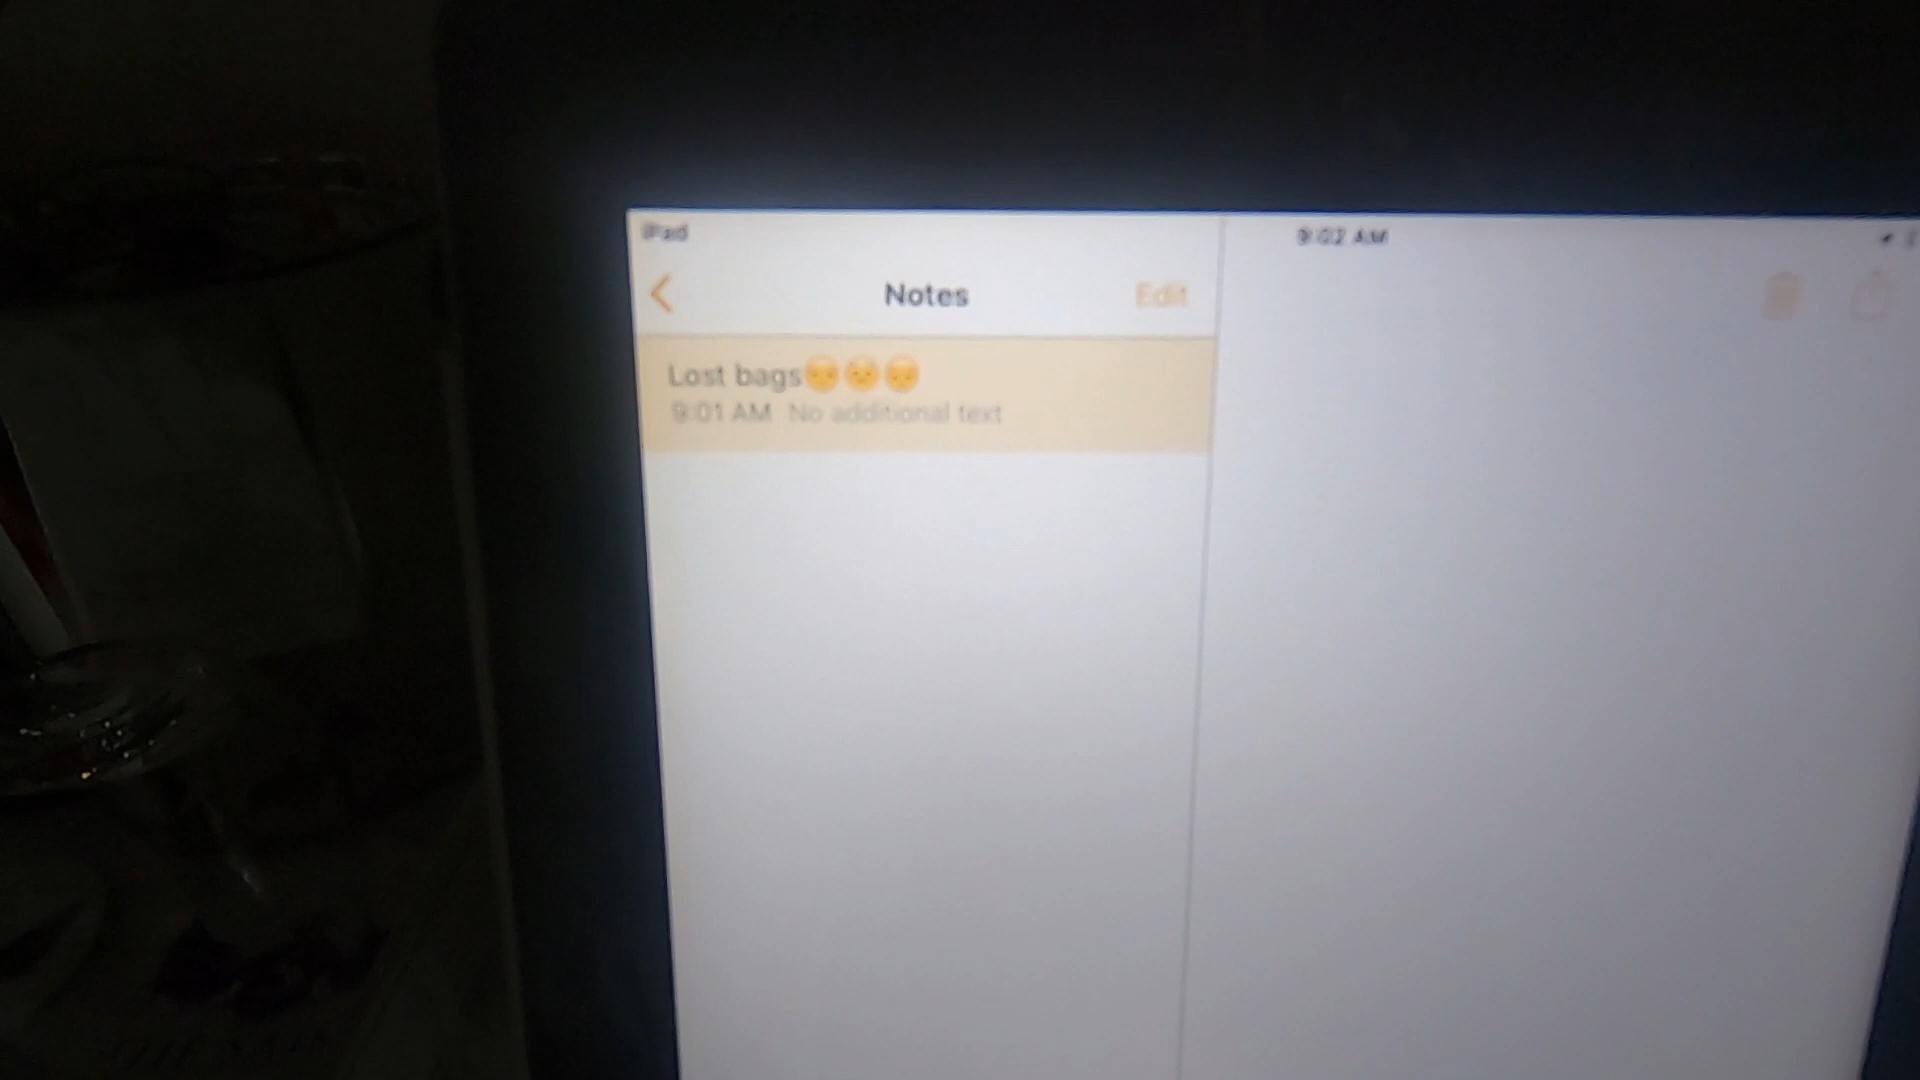 iPad
9:02 AM
Notes
Edit
Lost bags😔😔😔
9:01 AM No additional text